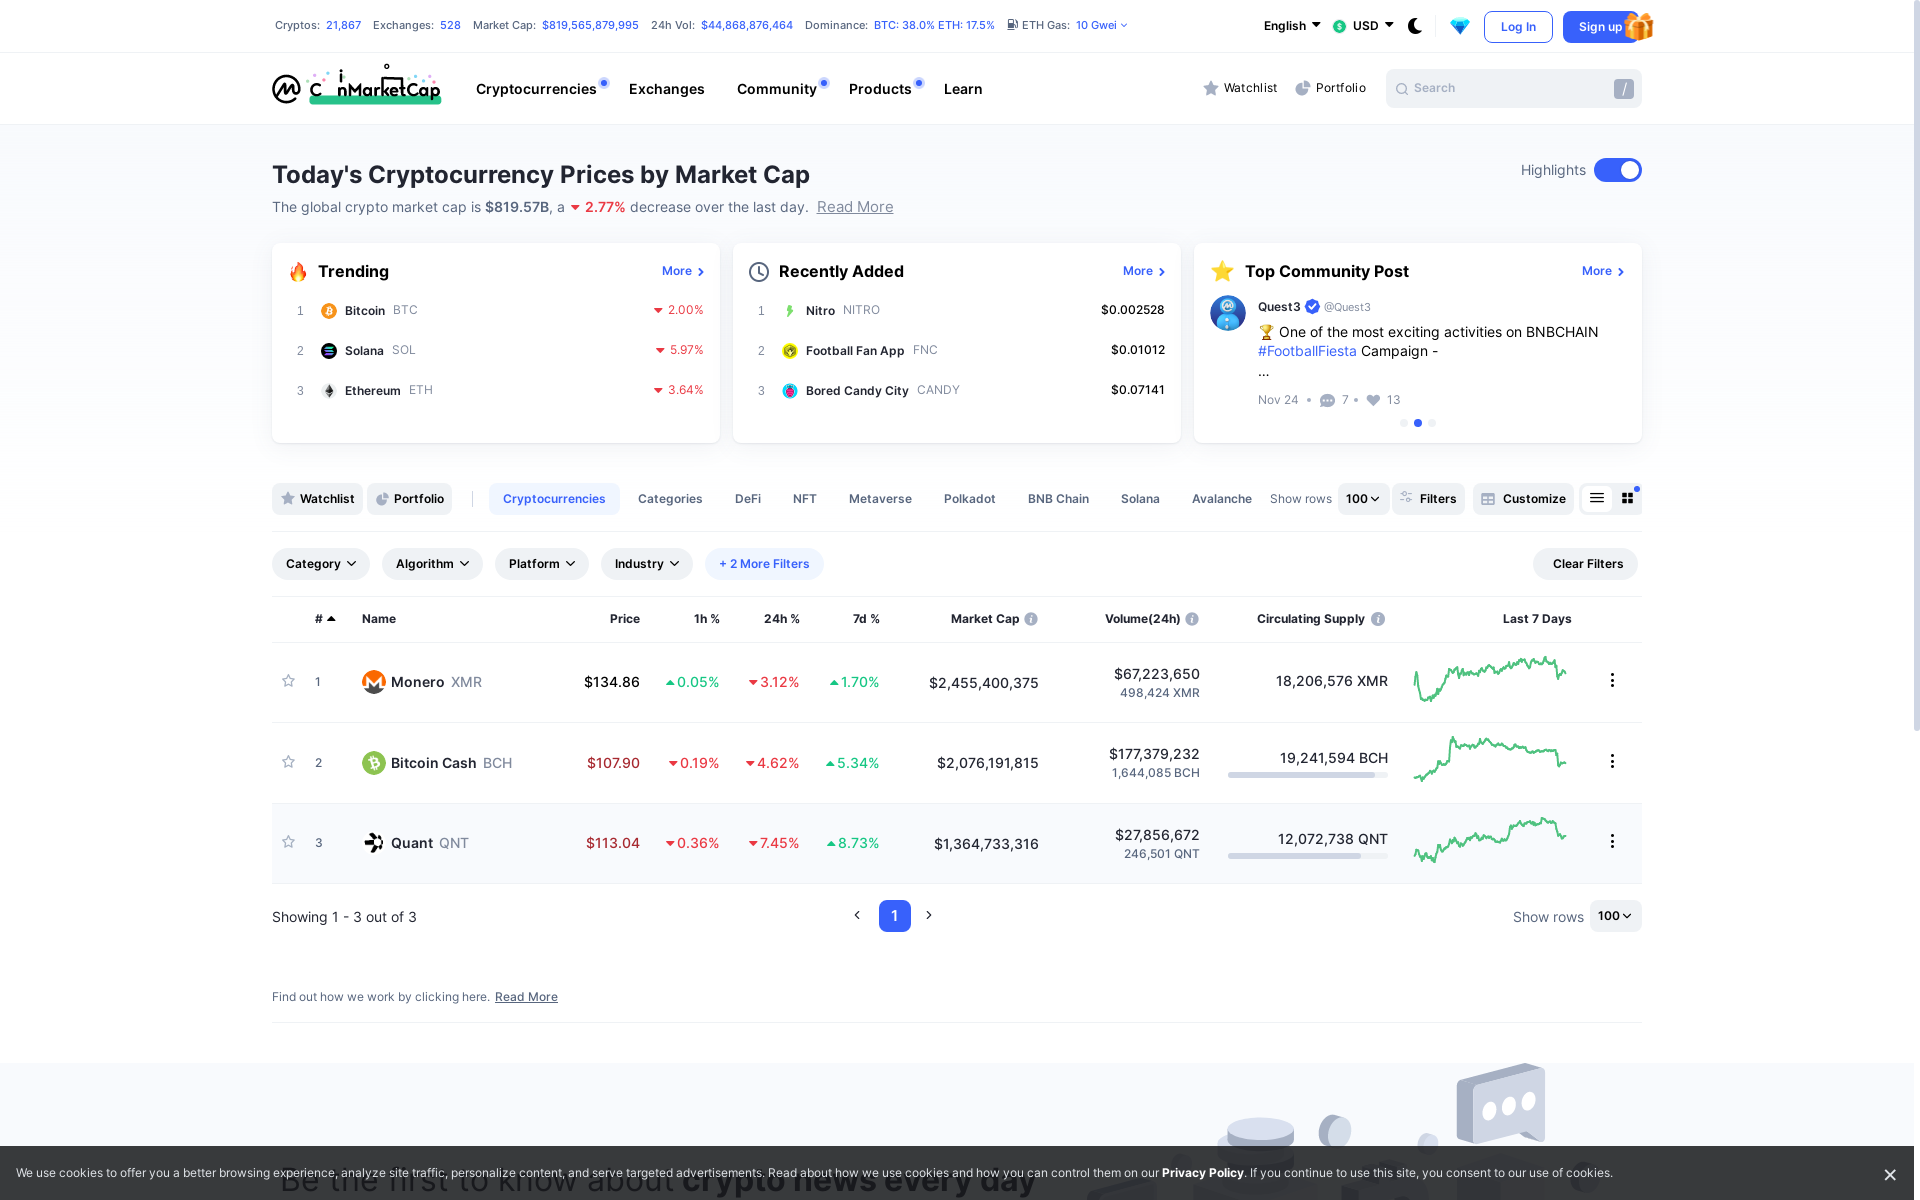 Cryptos: 21,867 Exchanges: 528 Market Cap: $819,565,879,995 24h Vol: $44,868,876,464 Dominance: BTC: 38.0% ETH: 17.5% ETH Gas: 10 Gwei
English USD Log In Sign up
CoinMarketCap Cryptocurrencies Exchanges Community Products Learn Watchlist Portfolio Search /
Today's Cryptocurrency Prices by Market Cap
Highlights
The global crypto market cap is $819.57B, a 2.77% decrease over the last day. Read More
Trending More
1 Bitcoin BTC 2.00%
2 Solana SOL 5.97%
3 Ethereum ETH 3.64%
Recently Added More
1 Nitro NITRO $0.002528
2 Football Fan App FNC $0.01012
3 Bored Candy City CANDY $0.07141
Top Community Post More
Quest3 @Quest3
🏆 One of the most exciting activities on BNBCHAIN
#FootballFiesta Campaign -
...
Nov 24 • 7 • 13
Watchlist Portfolio Cryptocurrencies Categories DeFi NFT Metaverse Polkadot BNB Chain Solana Avalanche Show rows 100 Filters Customize
Category Algorithm Platform Industry + 2 More Filters Clear Filters
# Name Price 1h % 24h % 7d % Market Cap Volume(24h) Circulating Supply Last 7 Days
1 Monero XMR $134.86 0.05% 3.12% 1.70% $2,455,400,375 $67,223,650 18,206,576 XMR
498,424 XMR
2 Bitcoin Cash BCH $107.90 0.19% 4.62% 5.34% $2,076,191,815 $177,379,232 19,241,594 BCH
1,644,085 BCH
3 Quant QNT $113.04 0.36% 7.45% 8.73% $1,364,733,316 $27,856,672 12,072,738 QNT
246,501 QNT
Showing 1 - 3 out of 3 1 Show rows 100
Find out how we work by clicking here. Read More
We use cookies to offer you a better browsing experience, analyze site traffic, personalize content, and serve targeted advertisements. Read about how we use cookies and how you can control them on our Privacy Policy. If you continue to use this site, you consent to our use of cookies.
Be the first to know about crypto news every day